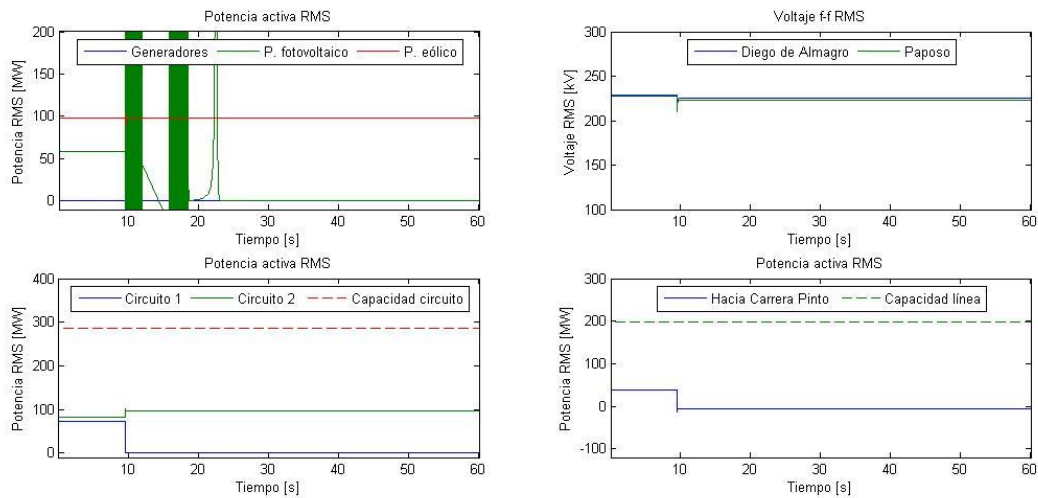 Potencia activa RMS
Potencia RMS [MW]
200
150
100
50
0
Generadores P. fotovoltaico P. eólico
10 20 30 40 50 60
Tiempo [s]
Voltaje f-f RMS
Voltaje RMS [kV]
300
250
200
150
100
Diego de Almagro Paposo
10 20 30 40 50 60
Tiempo [s]
Potencia activa RMS
Potencia RMS [MW]
400
300
200
100
0
Circuito 1 Circuito 2 Capacidad circuito
10 20 30 40 50 60
Tiempo [s]
Potencia activa RMS
Potencia RMS [MW]
300
200
100
0
-100
Hacia Carrera Pinto Capacidad línea
10 20 30 40 50 60
Tiempo [s]